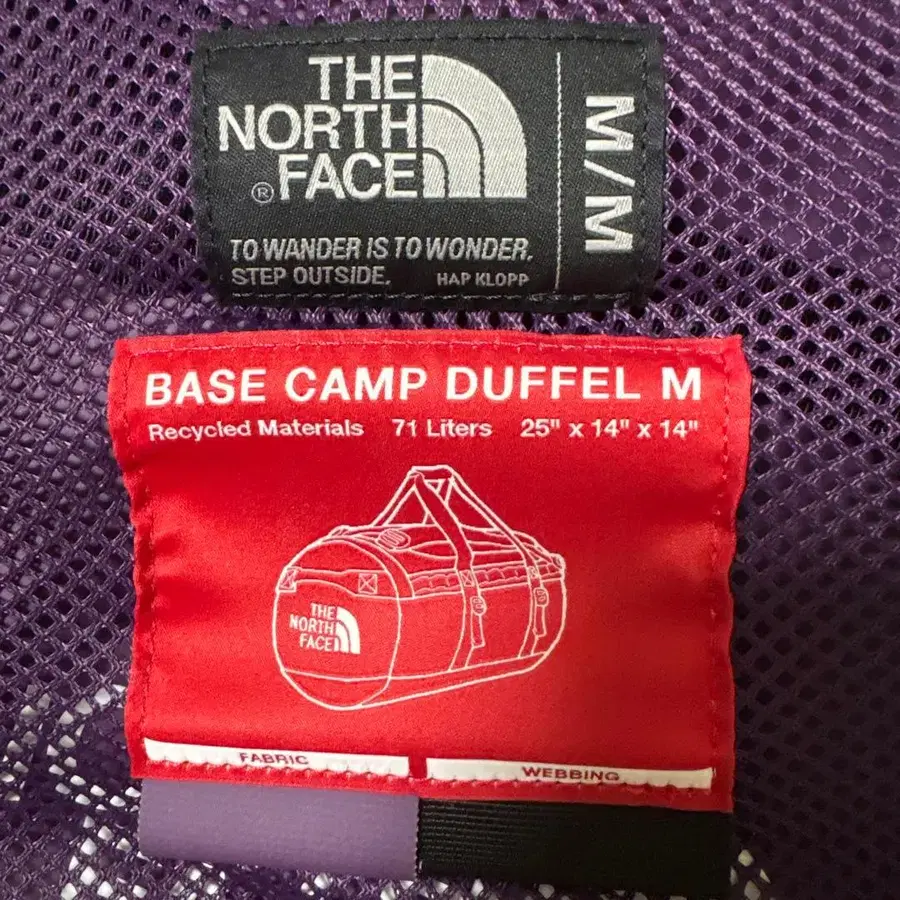 THE
NORTH
® FACE
M/M
TO WANDER IS TO WONDER.
STEP OUTSIDE. HAP KLOPP
BASE CAMP DUFFEL M
Recycled Materials 71 Liters 25" x 14" x 14"
THE
NORTH
FACE
FABRIC
WEBBING